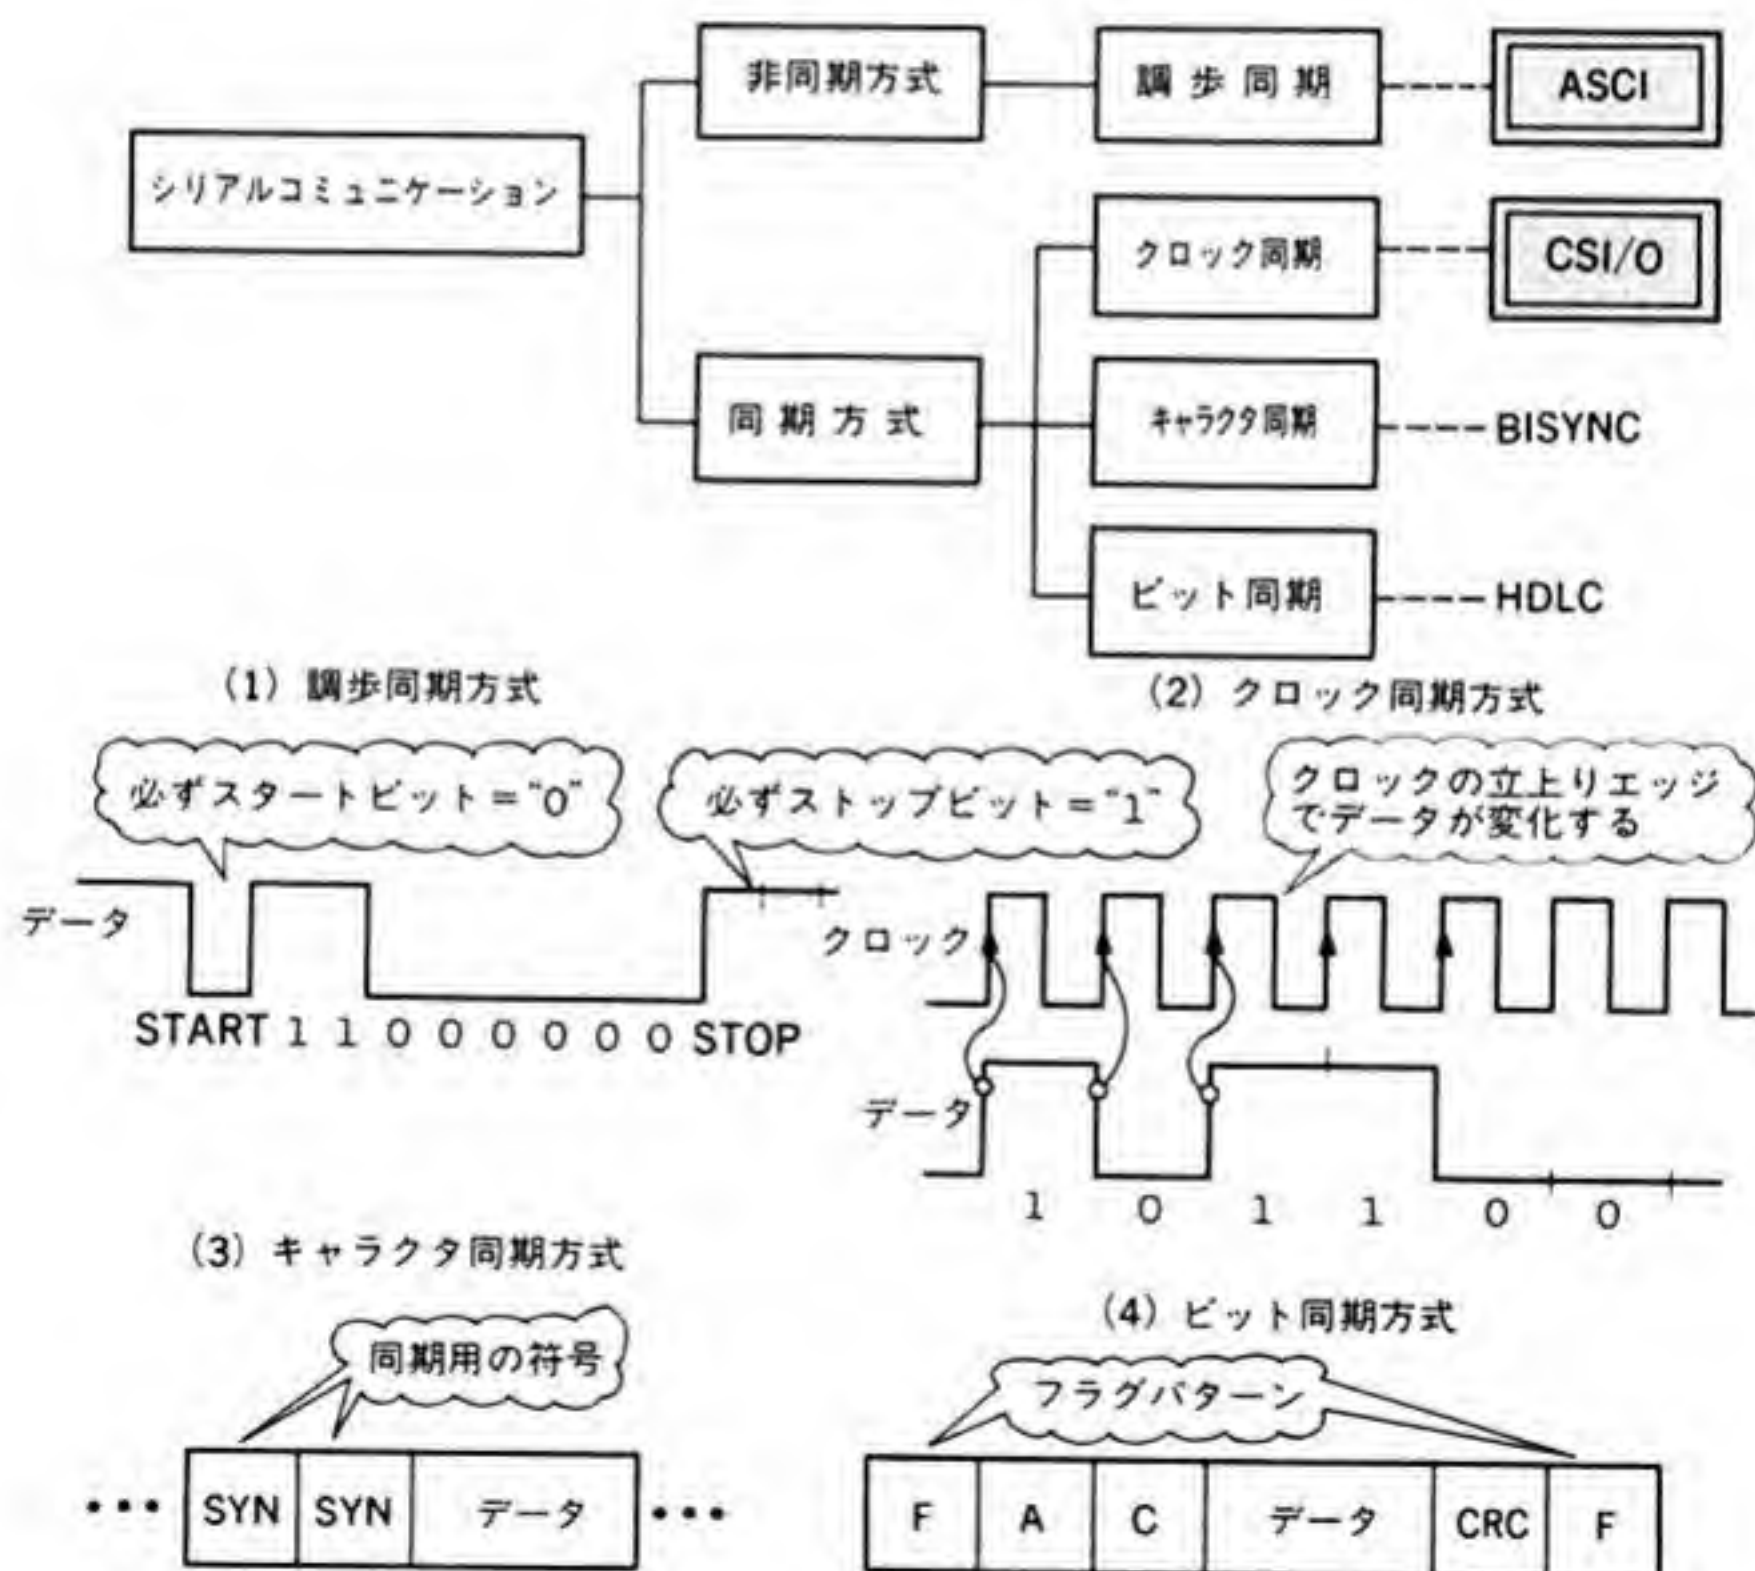 非同期方式
調歩同期
ASCI
シリアルコミュニケーション
クロック同期
CSI/O
同期方式
キャラクタ同期
BISYNC
ビット同期
HDLC
(1) 調歩同期方式
必ずスタートビット＝"0"
必ずストップビット＝"1"
データ
START 1 1 0 0 0 0 0 0 STOP
(2) クロック同期方式
クロックの立上りエッジ
でデータが変化する
クロック
データ
1 0 1 1 0 0
(3) キャラクタ同期方式
同期用の符号
••• SYN SYN データ •••
(4) ビット同期方式
フラグパターン
F A C データ CRC F